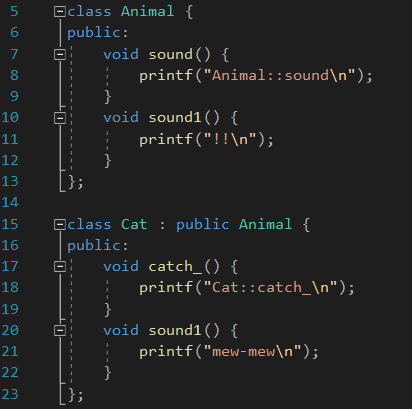 5 class Animal {
6 public:
7 void sound() {
8 printf("Animal::sound\n");
9 }
10 void sound1() {
11 printf("!!\n");
12 }
13 };
14
15 class Cat : public Animal {
16 public:
17 void catch_() {
18 printf("Cat::catch_\n");
19 }
20 void sound1() {
21 printf("mew-mew\n");
22 }
23 };